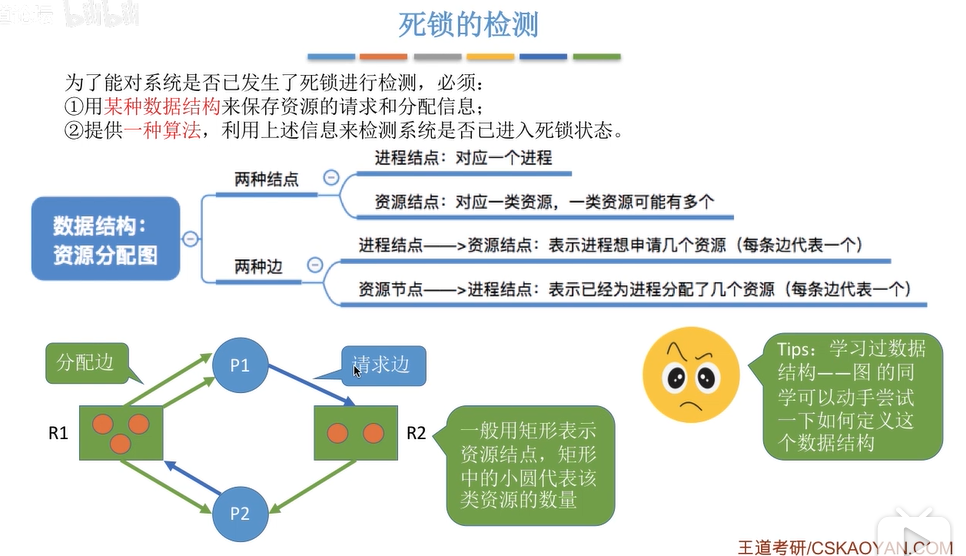 bilibili
死锁的检测
为了能对系统是否已发生了死锁进行检测，必须：
①用某种数据结构来保存资源的请求和分配信息；
②提供一种算法，利用上述信息来检测系统是否已进入死锁状态。
数据结构：
资源分配图
两种结点
进程结点：对应一个进程
资源结点：对应一类资源，一类资源可能有多个
两种边
进程结点——>资源结点：表示进程想申请几个资源（每条边代表一个）
资源节点——>进程结点：表示已经为进程分配了几个资源（每条边代表一个）
分配边
P1
请求边
R1
R2
P2
一般用矩形表示
资源结点，矩形
中的小圆代表该
类资源的数量
Tips：学习过数据
结构——图 的同
学可以动手尝试
一下如何定义这
个数据结构
王道考研/CSKAOYAN.COM